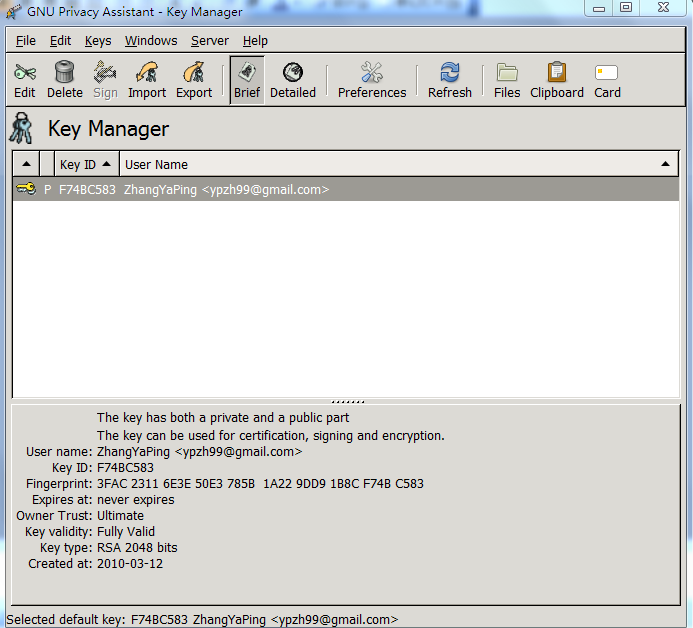 GNU Privacy Assistant - Key Manager
File Edit Keys Windows Server Help
Edit Delete Sign Import Export Brief Detailed Preferences Refresh Files Clipboard Card
Key Manager
Key ID User Name
P F74BC583 ZhangYaPing <ypzh99@gmail.com>
The key has both a private and a public part
The key can be used for certification, signing and encryption.
User name: ZhangYaPing <ypzh99@gmail.com>
Key ID: F74BC583
Fingerprint: 3FAC 2311 6E3E 50E3 785B  1A22 9DD9 1B8C F74B C583
Expires at: never expires
Owner Trust: Ultimate
Key validity: Fully Valid
Key type: RSA 2048 bits
Created at: 2010-03-12
Selected default key: F74BC583 ZhangYaPing <ypzh99@gmail.com>